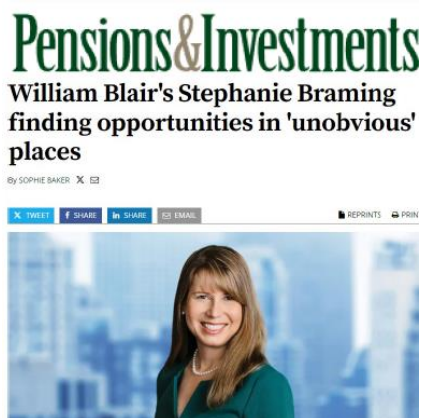 Pensions&Investments
William Blair's Stephanie Braming
finding opportunities in 'unobvious'
places
By SOPHIE BAKER
TWEET SHARE SHARE EMAIL REPRINTS PRIN